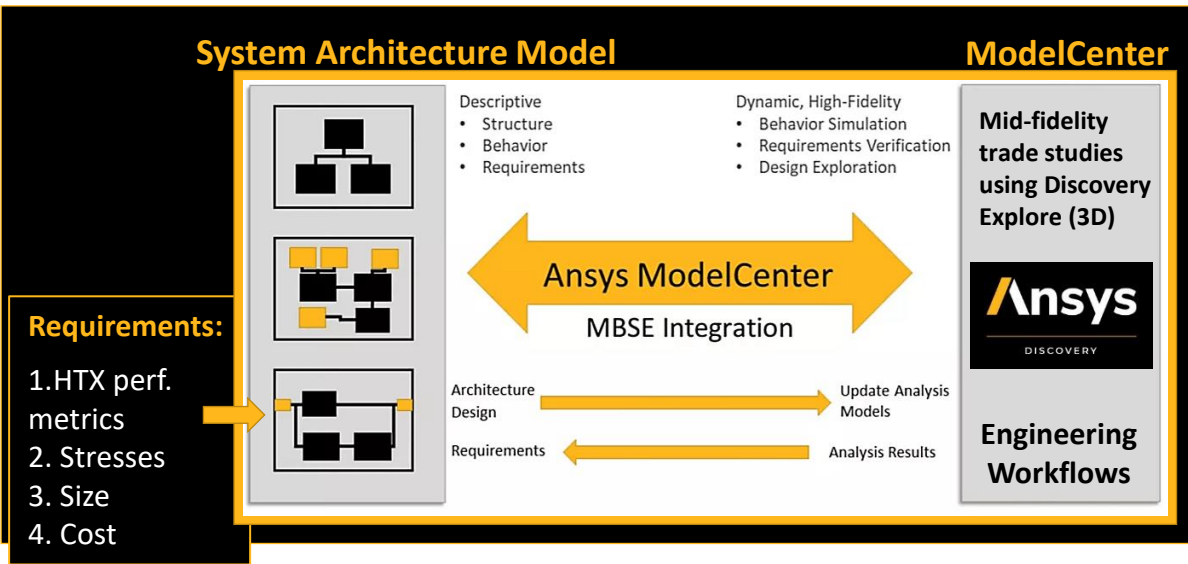 System Architecture Model
ModelCenter
Descriptive
• Structure
• Behavior
• Requirements
Dynamic, High-Fidelity
• Behavior Simulation
• Requirements Verification
• Design Exploration
Mid-fidelity
trade studies
using Discovery
Explore (3D)
Ansys ModelCenter
MBSE Integration
Ansys
DISCOVERY
Requirements:
1.HTX perf.
metrics
2. Stresses
3. Size
4. Cost
Architecture
Design
Update Analysis
Models
Requirements
Analysis Results
Engineering
Workflows